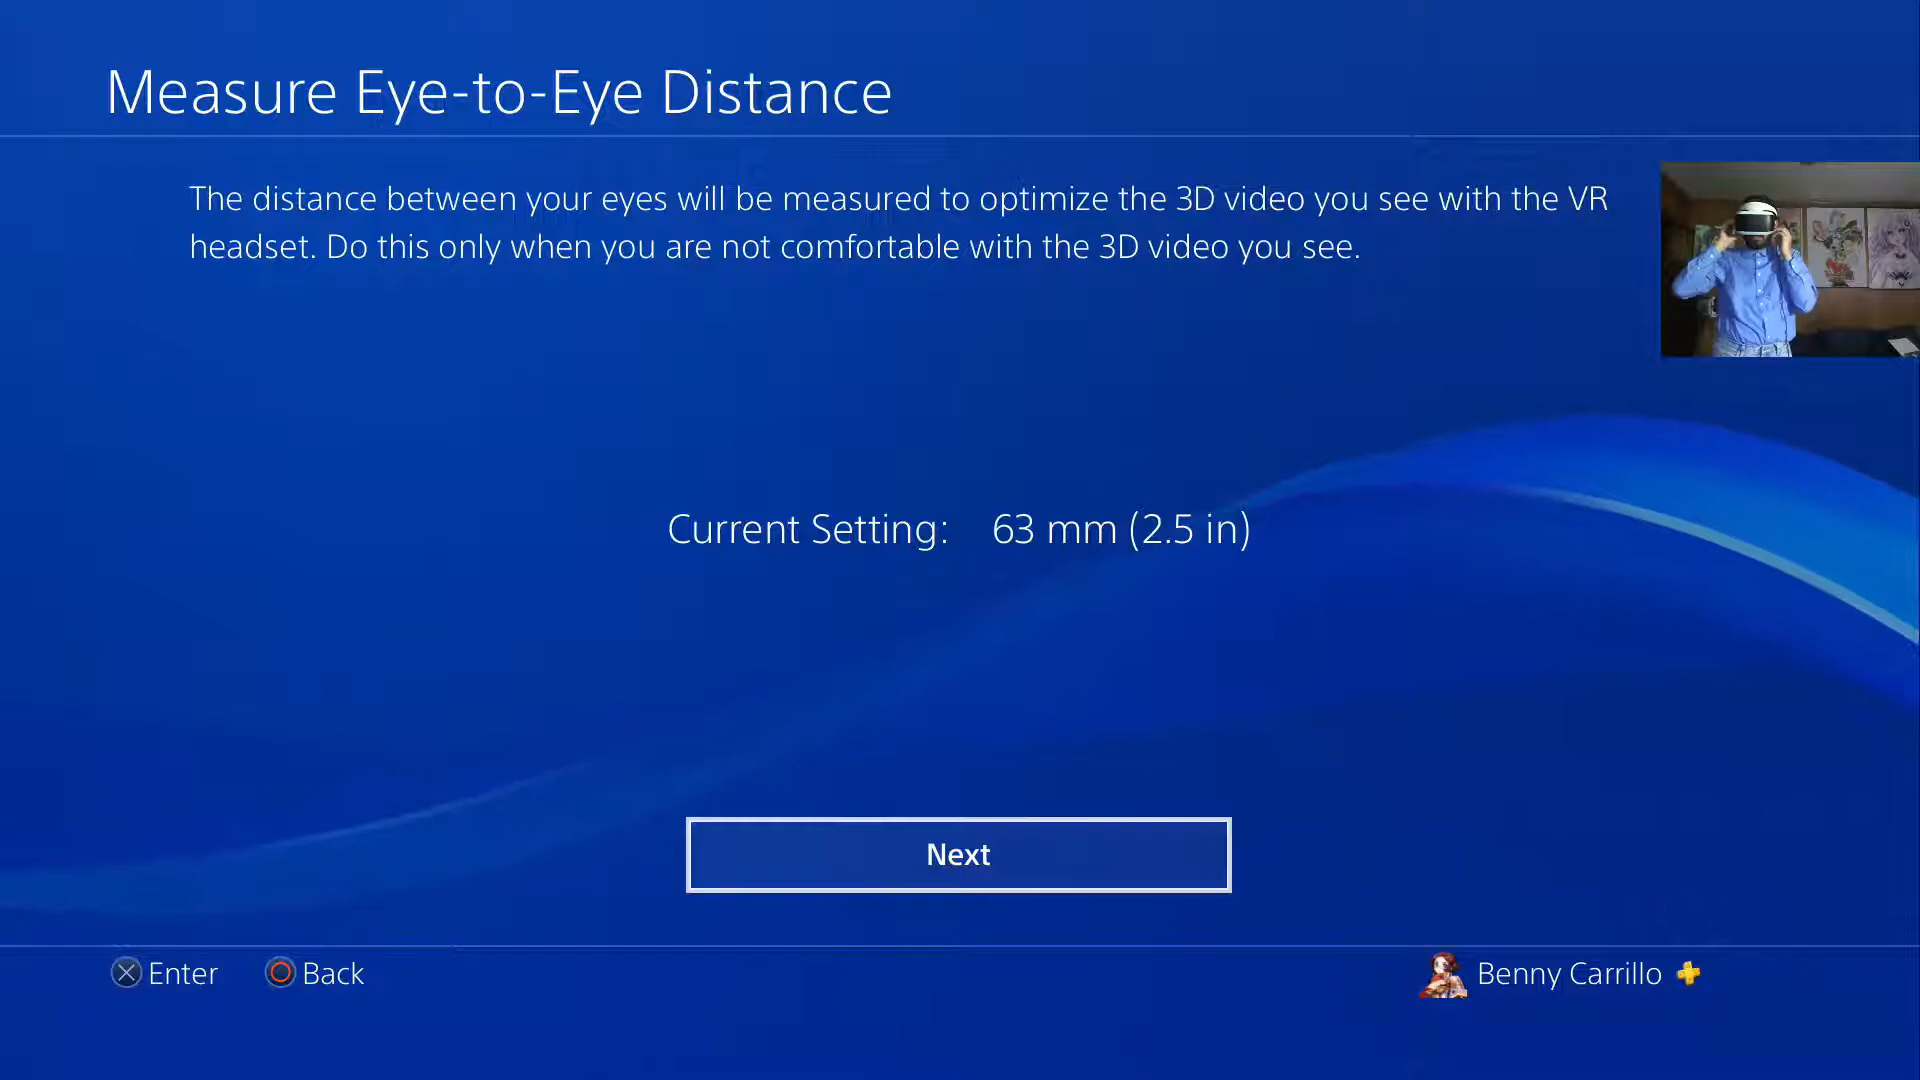 Measure Eye-to-Eye Distance
The distance between your eyes will be measured to optimize the 3D video you see with the VR
headset. Do this only when you are not comfortable with the 3D video you see.
Current Setting: 63 mm (2.5 in)
Next
Enter
Back
Benny Carrillo